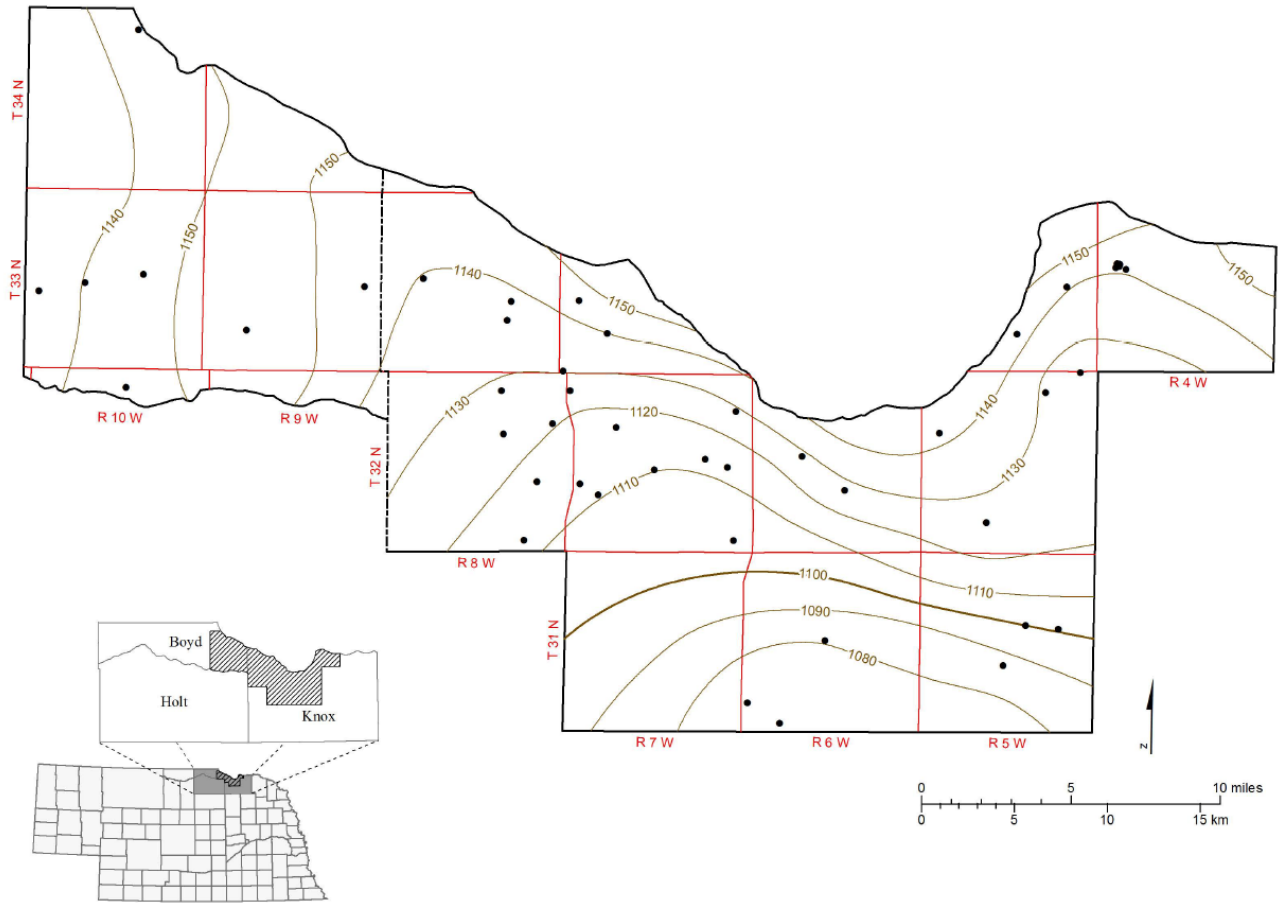 T 34 N
1150
1140
1150
T 33 N
1140
1150
1150
1150
R 10 W
R 9 W
R 4 W
1130
1120
1140
1130
T 32 N
1110
R 8 W
1100
1110
1090
T 31 N
1080
R 7 W
R 6 W
R 5 W
Boyd
Holt
Knox
N
0 5 10 miles
0 5 10 15 km